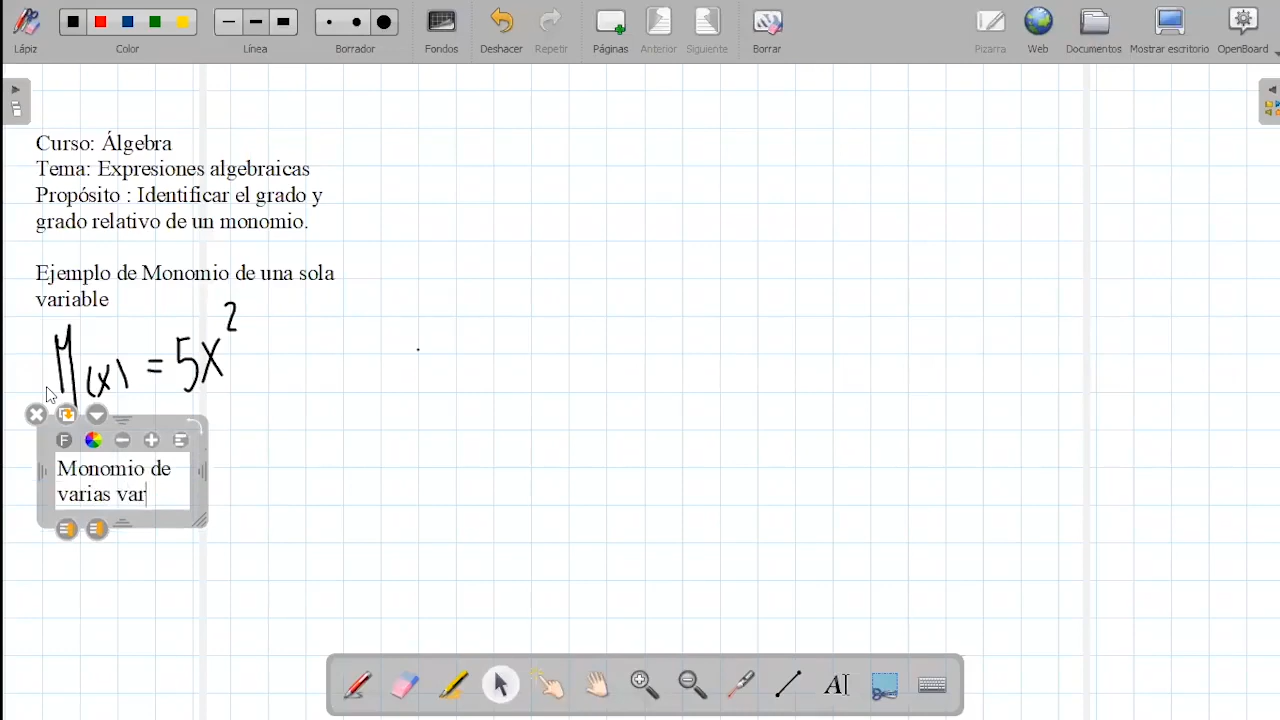 Lápiz
Color
Línea
Borrador
Fondos
Deshacer
Repetir
Páginas
Anterior
Siguiente
Borrar
Pizarra
Web
Documentos
Mostrar escritorio
OpenBoard
Curso: Álgebra
Tema: Expresiones algebraicas
Propósito : Identificar el grado y
grado relativo de un monomio.
Ejemplo de Monomio de una sola
variable
M(x) = 5x²
F
Monomio de
varias var
AI